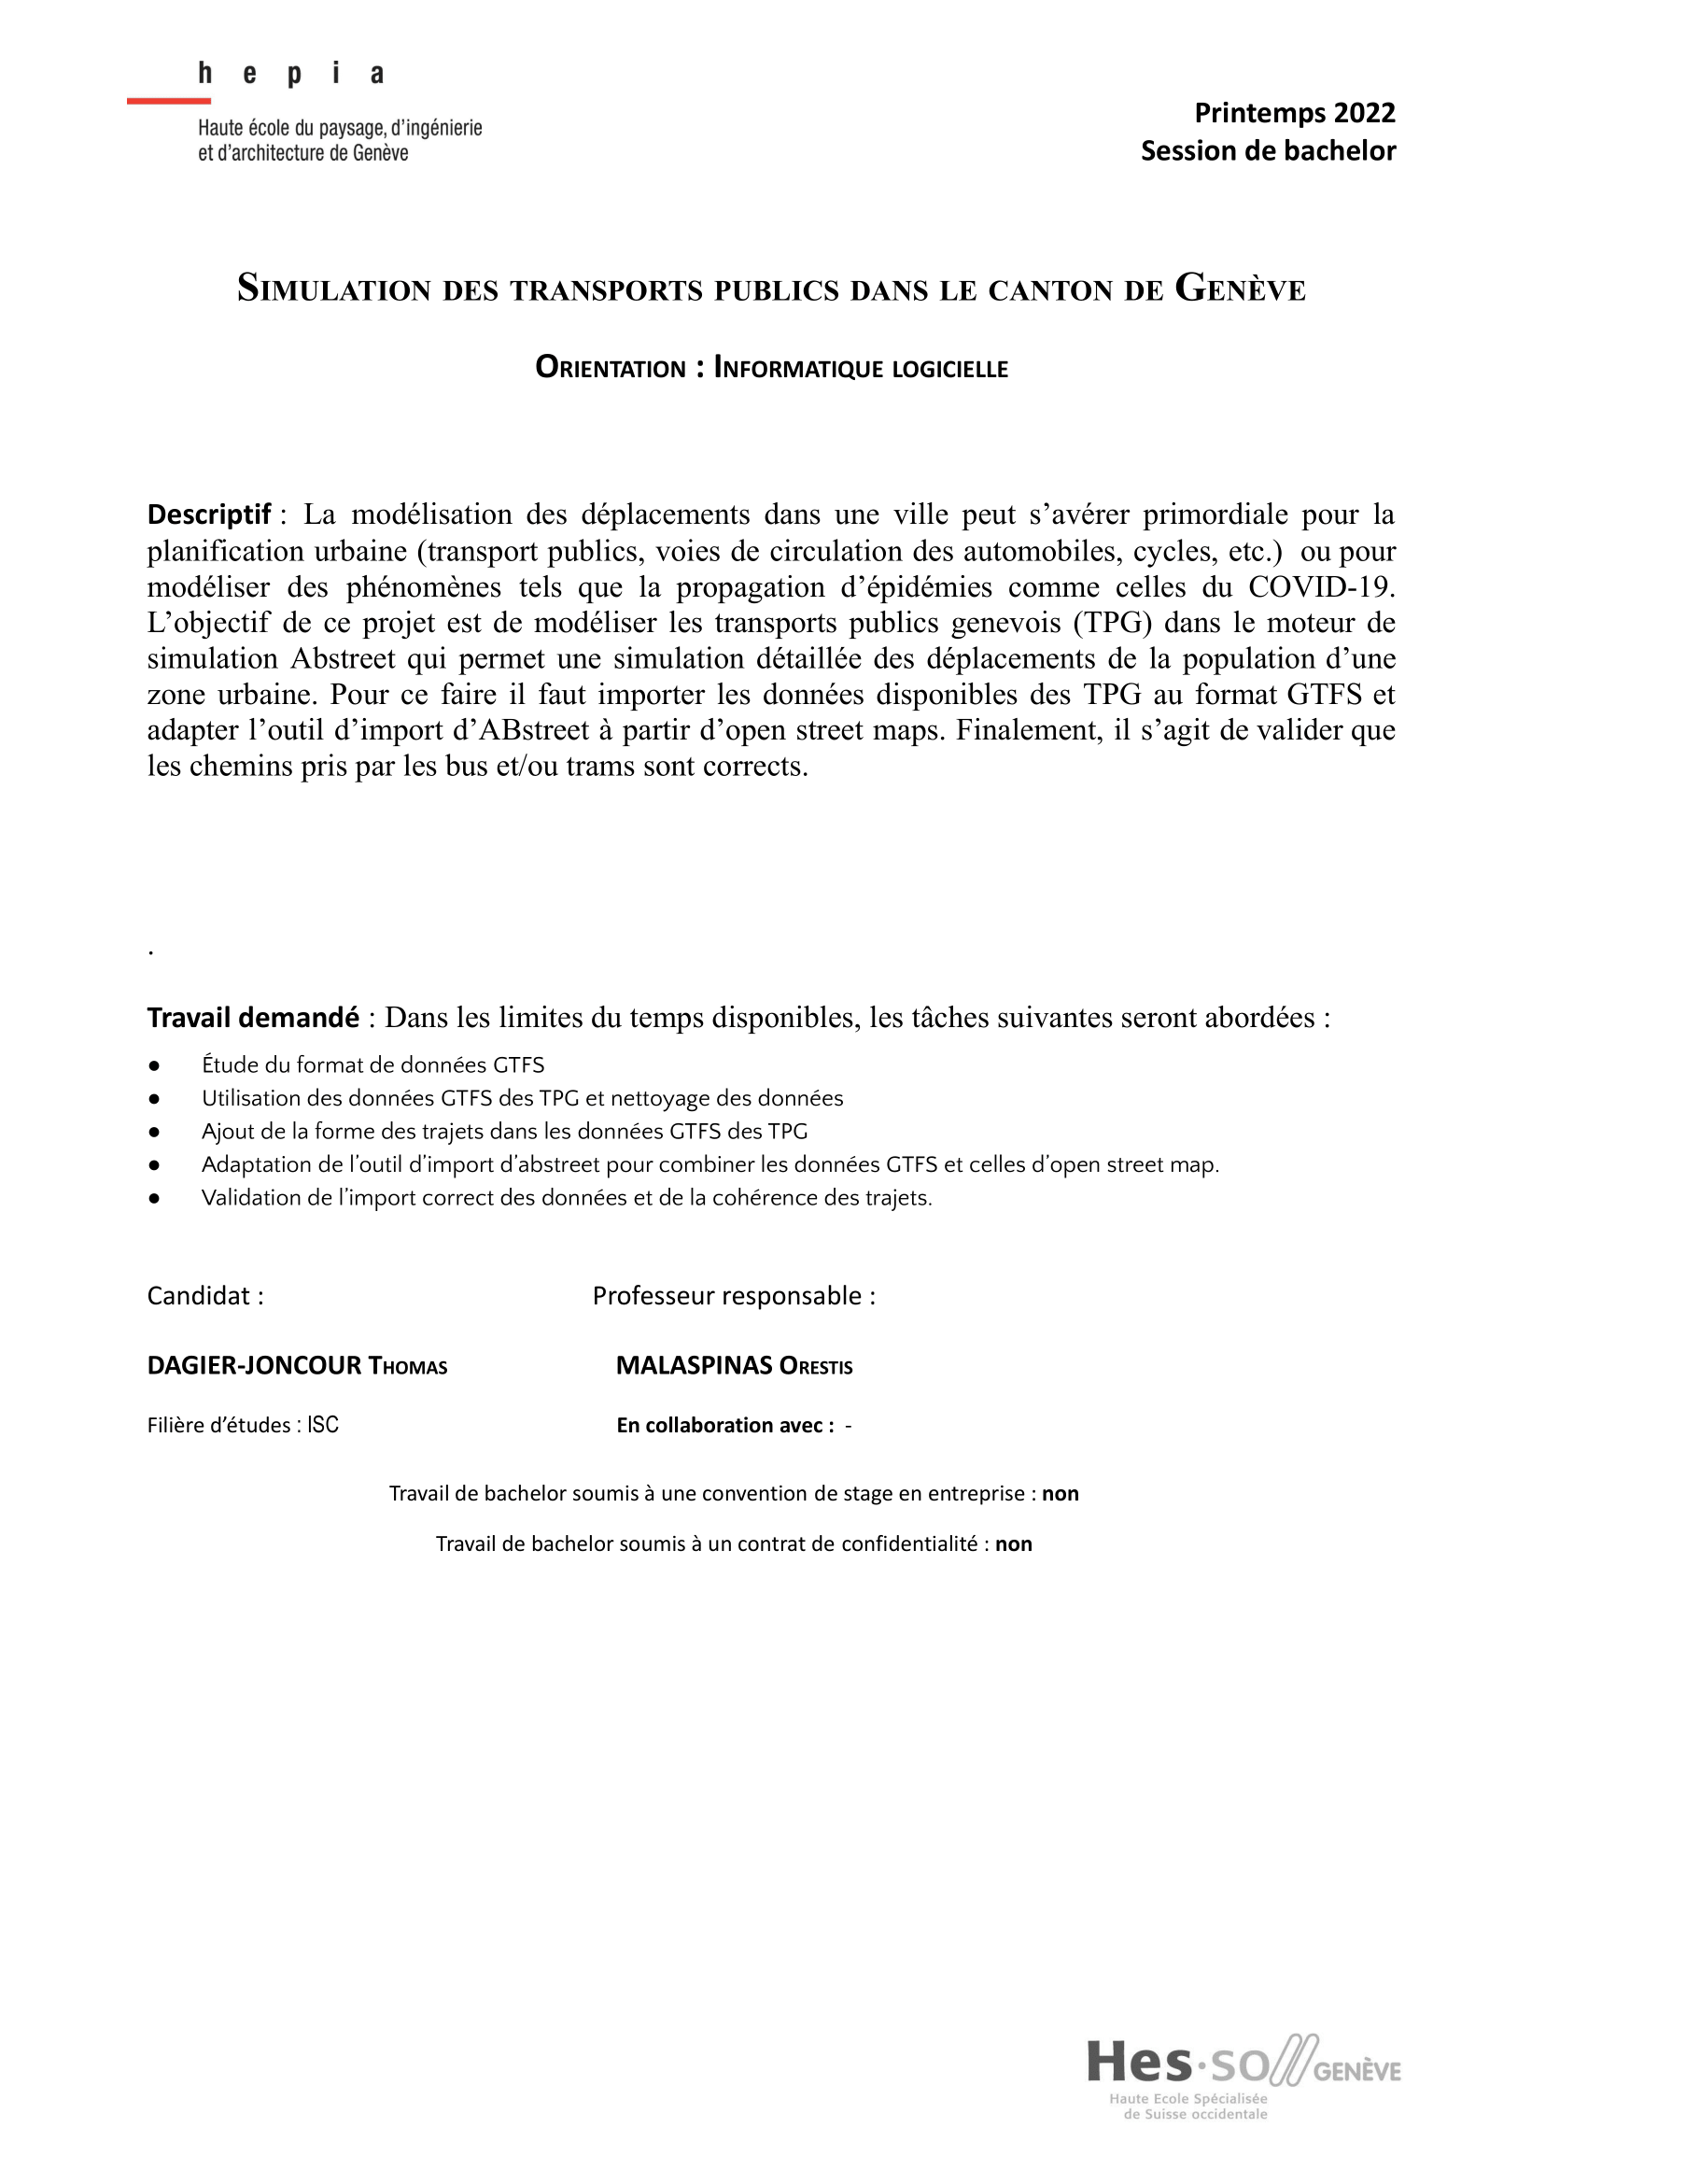 h e p i a
Haute école du paysage, d'ingénierie
et d'architecture de Genève
Printemps 2022
Session de bachelor
Simulation des transports publics dans le canton de Genève
Orientation : Informatique logicielle
Descriptif : La modélisation des déplacements dans une ville peut s'avérer primordiale pour la
planification urbaine (transport publics, voies de circulation des automobiles, cycles, etc.) ou pour
modéliser des phénomènes tels que la propagation d'épidémies comme celles du COVID-19.
L'objectif de ce projet est de modéliser les transports publics genevois (TPG) dans le moteur de
simulation Abstreet qui permet une simulation détaillée des déplacements de la population d'une
zone urbaine. Pour ce faire il faut importer les données disponibles des TPG au format GTFS et
adapter l'outil d'import d'ABstreet à partir d'open street maps. Finalement, il s'agit de valider que
les chemins pris par les bus et/ou trams sont corrects.
.
Travail demandé : Dans les limites du temps disponibles, les tâches suivantes seront abordées :
● Étude du format de données GTFS
● Utilisation des données GTFS des TPG et nettoyage des données
● Ajout de la forme des trajets dans les données GTFS des TPG
● Adaptation de l'outil d'import d'abstreet pour combiner les données GTFS et celles d'open street map.
● Validation de l'import correct des données et de la cohérence des trajets.
Candidat : Professeur responsable :
DAGIER-JONCOUR Thomas MALASPINAS Orestis
Filière d'études : ISC En collaboration avec : -
Travail de bachelor soumis à une convention de stage en entreprise : non
Travail de bachelor soumis à un contrat de confidentialité : non
Hes·so GENÈVE
Haute Ecole Spécialisée
de Suisse occidentale